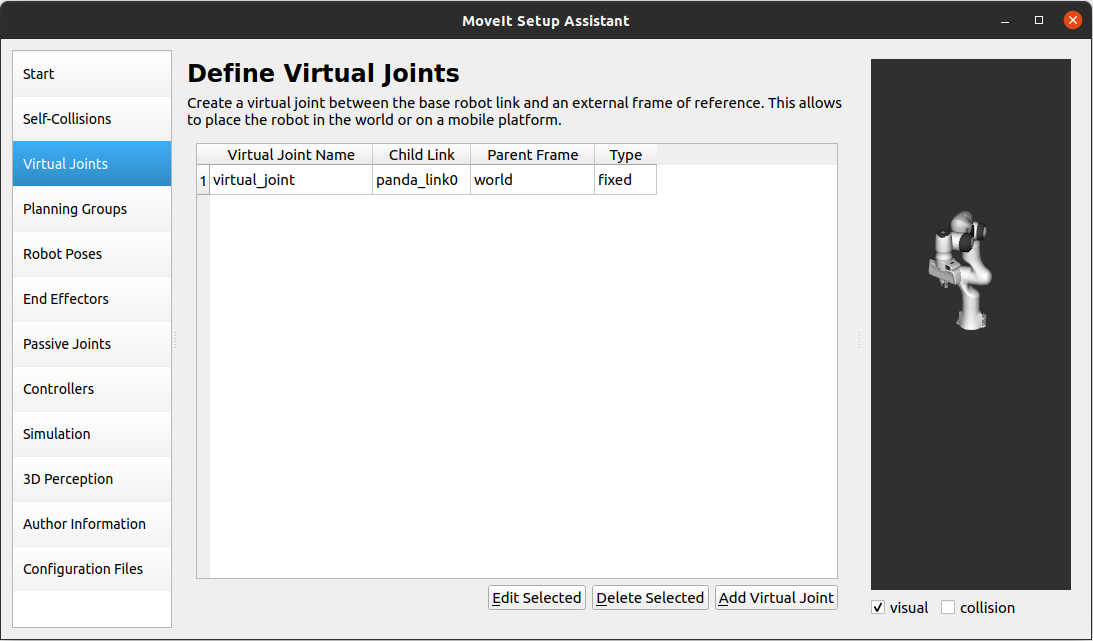 MoveIt Setup Assistant
Start
Self-Collisions
Virtual Joints
Planning Groups
Robot Poses
End Effectors
Passive Joints
Controllers
Simulation
3D Perception
Author Information
Configuration Files
Define Virtual Joints
Create a virtual joint between the base robot link and an external frame of reference. This allows
to place the robot in the world or on a mobile platform.
Virtual Joint Name Child Link Parent Frame Type
1 virtual_joint panda_link0 world fixed
Edit Selected Delete Selected Add Virtual Joint
visual collision